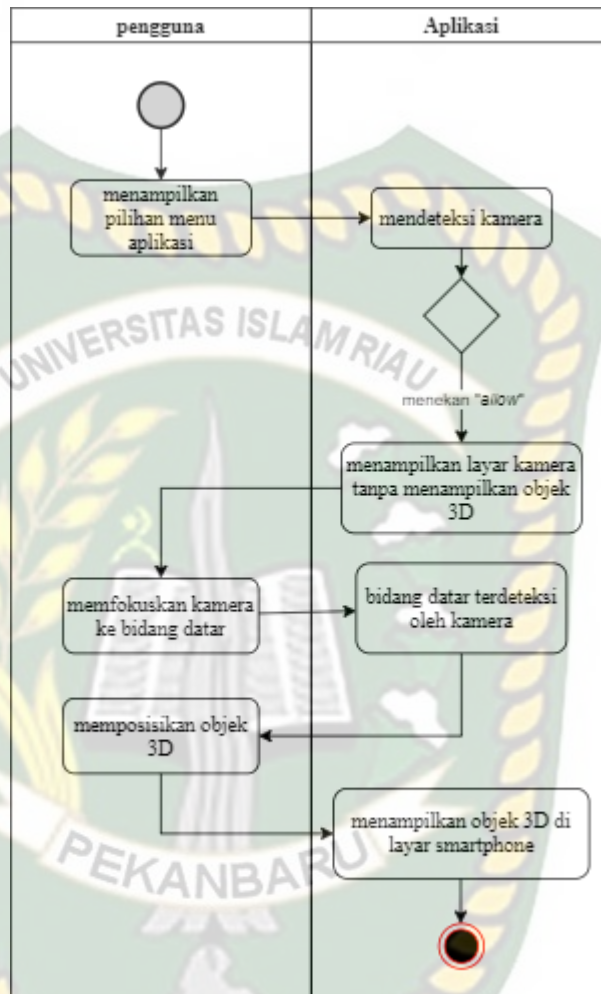 pengguna
Aplikasi
menampilkan
pilihan menu
aplikasi
mendeteksi kamera
UNIVERSITAS ISLAM RIAU
menekan "allow"
menampilkan layar kamera
tanpa menampilkan objek
3D
memfokuskan kamera
ke bidang datar
bidang datar terdeteksi
oleh kamera
memposisikan objek
3D
menampilkan objek 3D di
layar smartphone
PEKANBARU